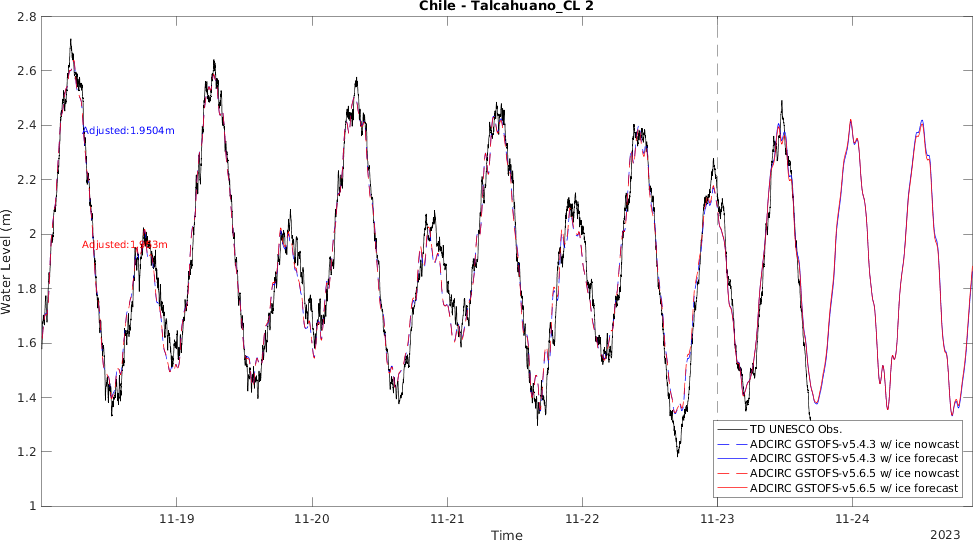 Chile - Talcahuano_CL 2
Water Level (m)
2.8
2.6
2.4
2.2
2
1.8
1.6
1.4
1.2
1
Adjusted:1.9504m
TD UNESCO Obs.
ADCIRC GSTOFS-v5.4.3 w/ ice nowcast
ADCIRC GSTOFS-v5.4.3 w/ ice forecast
ADCIRC GSTOFS-v5.6.5 w/ ice nowcast
ADCIRC GSTOFS-v5.6.5 w/ ice forecast
11-19
11-20
11-21
11-22
11-23
11-24
Time
2023